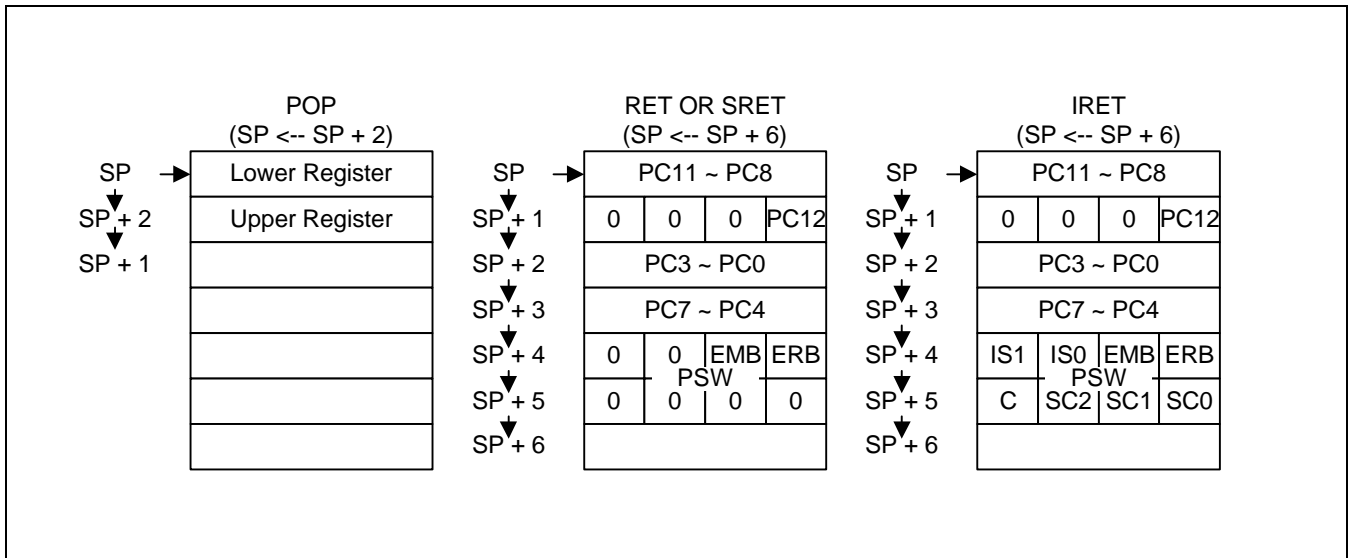 POP
(SP <-- SP + 2)
SP
Lower Register
SP + 2
Upper Register
SP + 1
RET OR SRET
(SP <-- SP + 6)
SP
PC11 ~ PC8
SP + 1
0 0 0 PC12
SP + 2
PC3 ~ PC0
SP + 3
PC7 ~ PC4
SP + 4
0 0 EMB ERB
PSW
SP + 5
0 0 0 0
SP + 6
IRET
(SP <-- SP + 6)
SP
PC11 ~ PC8
SP + 1
0 0 0 PC12
SP + 2
PC3 ~ PC0
SP + 3
PC7 ~ PC4
SP + 4
IS1 IS0 EMB ERB
PSW
SP + 5
C SC2 SC1 SC0
SP + 6